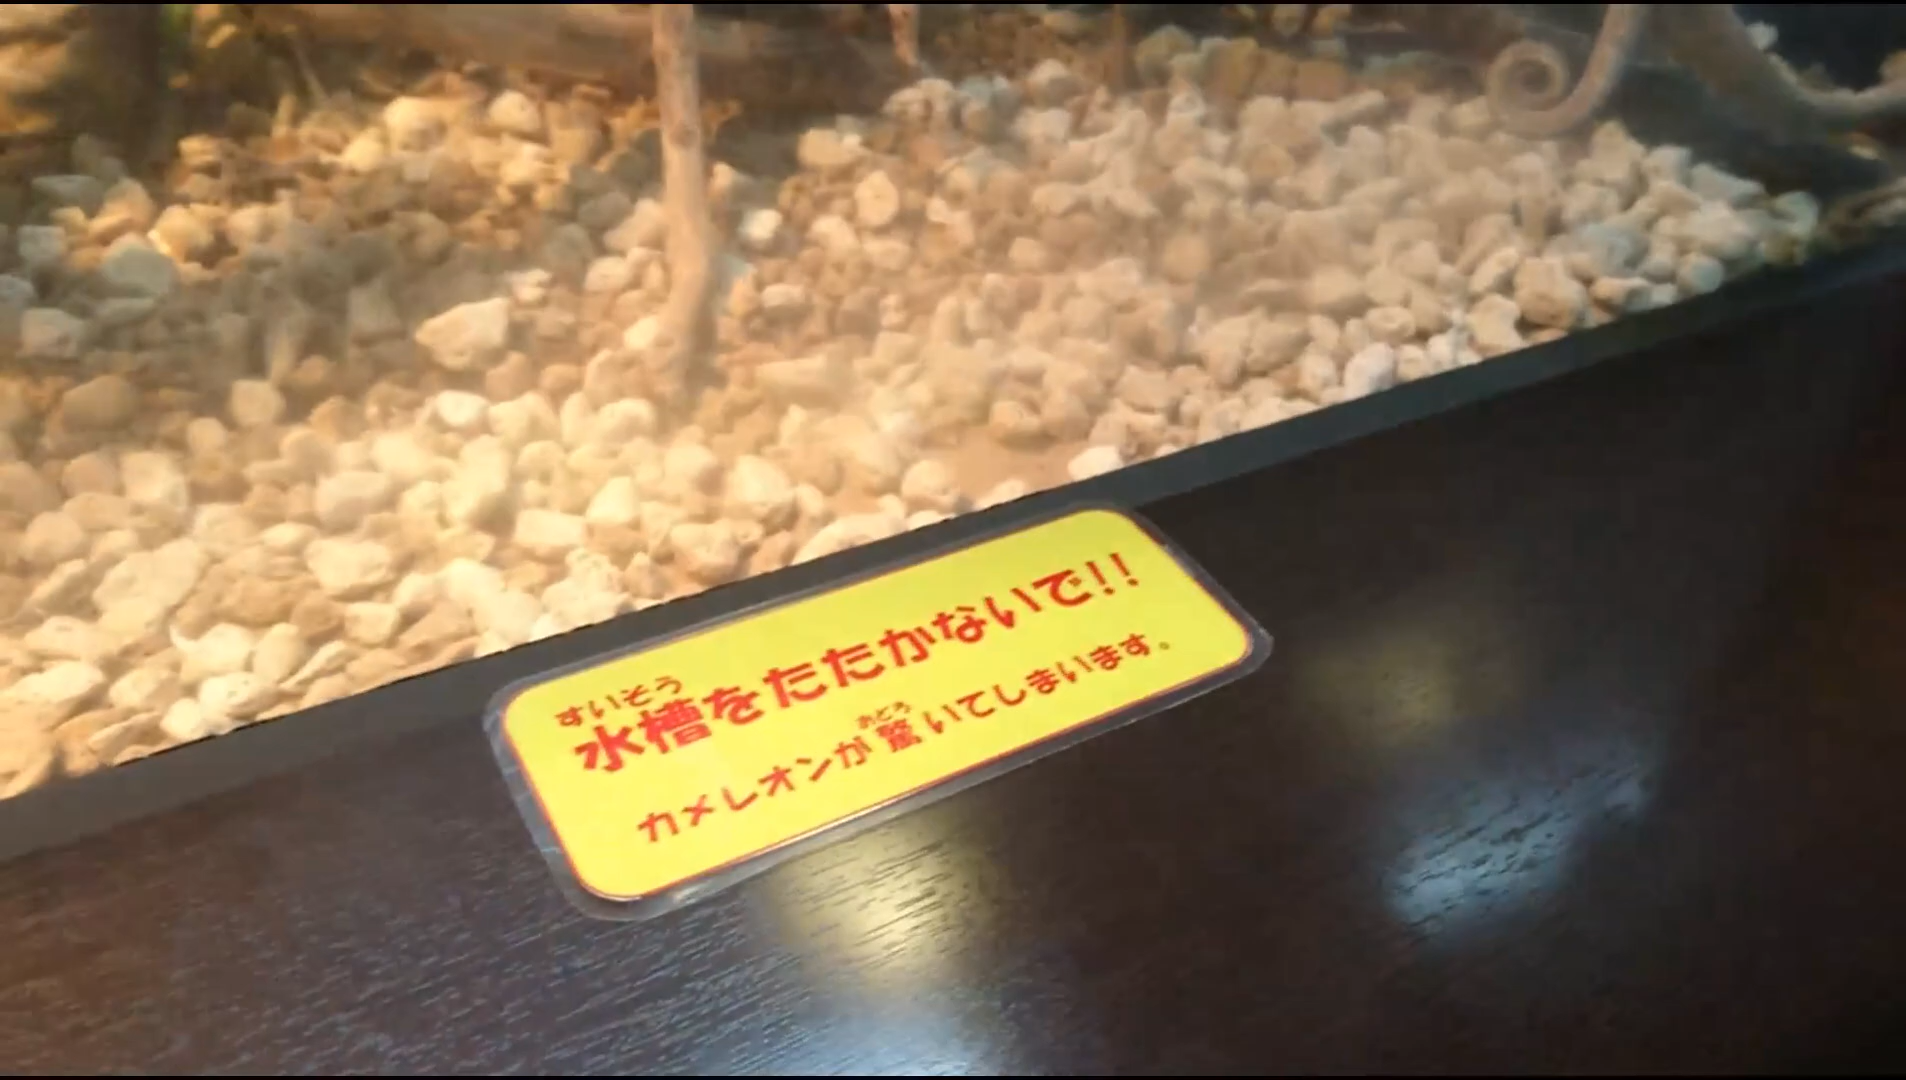 すいそう
水槽をたたかないで!!
おどろ
カメレオンが驚いてしまいます。